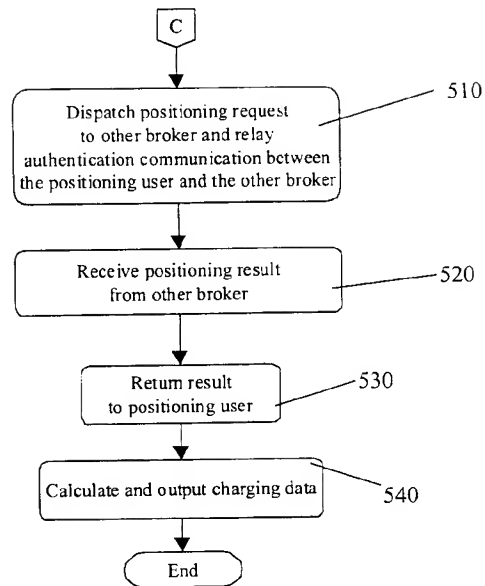 C
Dispatch positioning request
to other broker and relay
authentication communication between
the positioning user and the other broker
510
Receive positioning result
from other broker
520
Return result
to positioning user
530
Calculate and output charging data
540
End